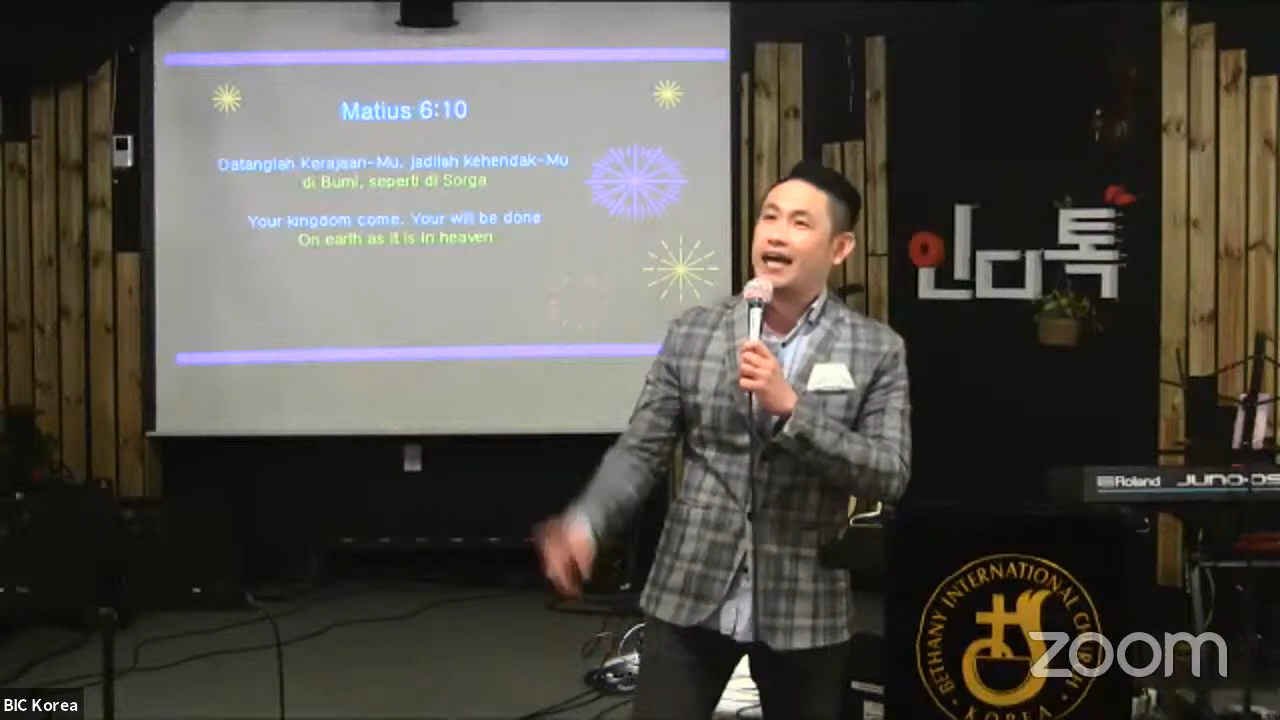 Matius 6:10
Datanglah Kerajaan-Mu, jadilah kehendak-Mu
di Bumi, seperti di Sorga
Your kingdom come, Your will be done
On earth as it is in heaven
인디톡
Roland JUNO-DS
BETHANY INTERNATIONAL CHURCH
KOREA
zoom
BIC Korea